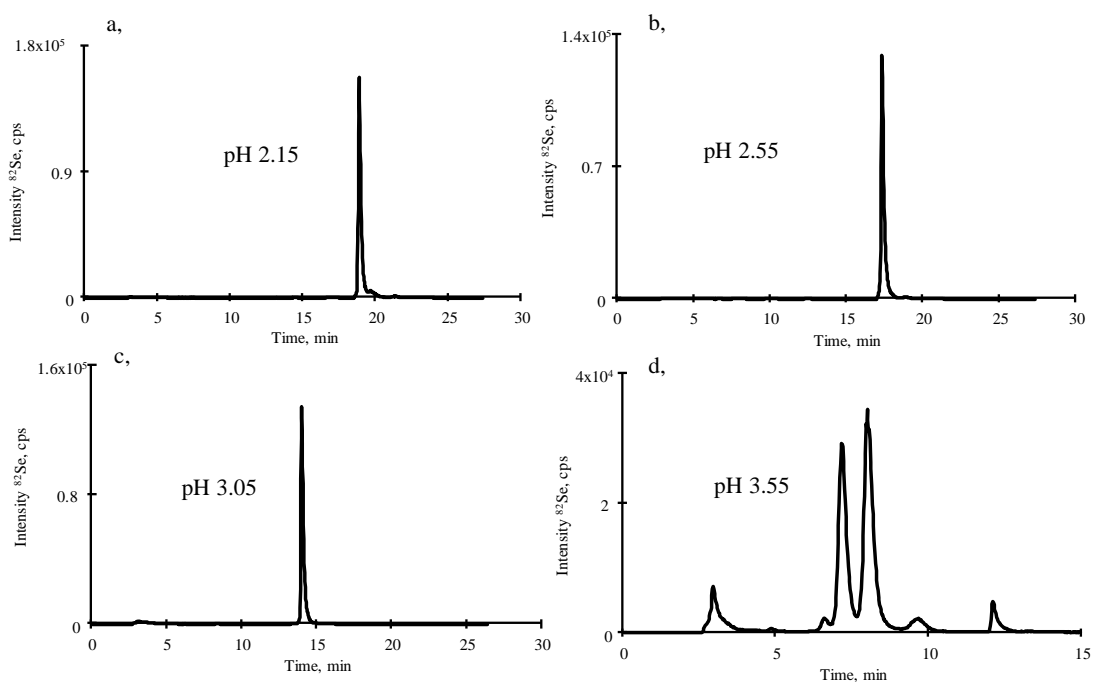 a,
1.8x10⁵
0.9
0
Intensity ⁸²Se, cps
pH 2.15
0 5 10 15 20 25 30
Time, min
b,
1.4x10⁵
0.7
0
Intensity ⁸²Se, cps
pH 2.55
0 5 10 15 20 25 30
Time, min
c,
1.6x10⁵
0.8
0
Intensity ⁸²Se, cps
pH 3.05
0 5 10 15 20 25 30
Time, min
d,
4x10⁴
2
0
Intensity ⁸²Se, cps
pH 3.55
0 5 10 15
Time, min